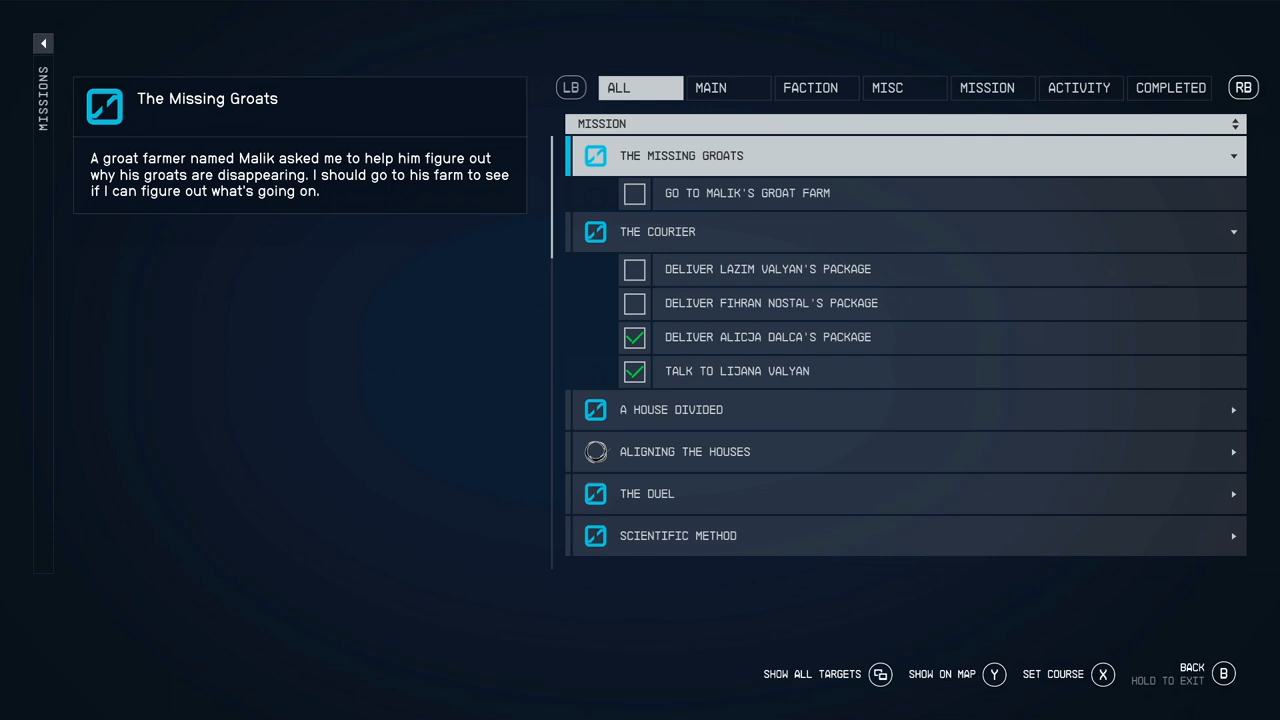 MISSIONS
The Missing Groats
A groat farmer named Malik asked me to help him figure out
why his groats are disappearing. I should go to his farm to see
if I can figure out what's going on.
LB ALL MAIN FACTION MISC MISSION ACTIVITY COMPLETED RB
MISSION
THE MISSING GROATS
GO TO MALIK'S GROAT FARM
THE COURIER
DELIVER LAZIM VALYAN'S PACKAGE
DELIVER FIHRAN NOSTAL'S PACKAGE
DELIVER ALICJA DALCA'S PACKAGE
TALK TO LIJANA VALYAN
A HOUSE DIVIDED
ALIGNING THE HOUSES
THE DUEL
SCIENTIFIC METHOD
SHOW ALL TARGETS SHOW ON MAP Y SET COURSE X BACK B
HOLD TO EXIT